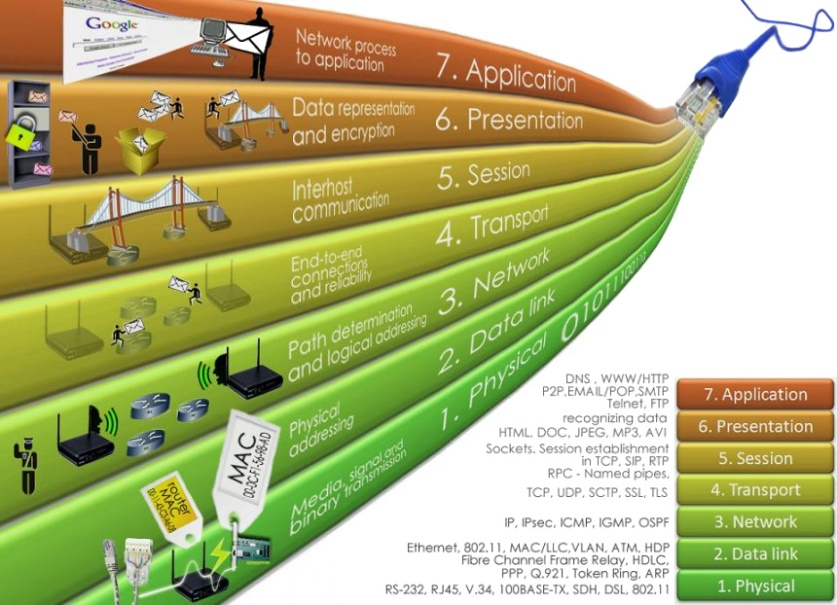 Google
Network process
to application
7. Application
Data representation
and encryption
6. Presentation
Interhost
communication
5. Session
End-to-end
connections
and reliability
4. Transport
Path determination
and logical addressing
3. Network
Physical
addressing
2. Data link
Media, signal and
binary transmission
1. Physical
MAC
router
MAC
DNS , WWW/HTTP
P2P,EMAIL/POP,SMTP
Telnet, FTP
7. Application
recognizing data
HTML, DOC, JPEG, MP3, AVI
6. Presentation
Sockets. Session establishment
in TCP, SIP, RTP
RPC - Named pipes,
5. Session
TCP, UDP, SCTP, SSL, TLS
4. Transport
IP, IPsec, ICMP, IGMP, OSPF
3. Network
Ethernet, 802.11, MAC/LLC,VLAN, ATM, HDP
Fibre Channel Frame Relay, HDLC,
PPP, Q.921, Token Ring, ARP
2. Data link
RS-232, RJ45, V.34, 100BASE-TX, SDH, DSL, 802.11
1. Physical